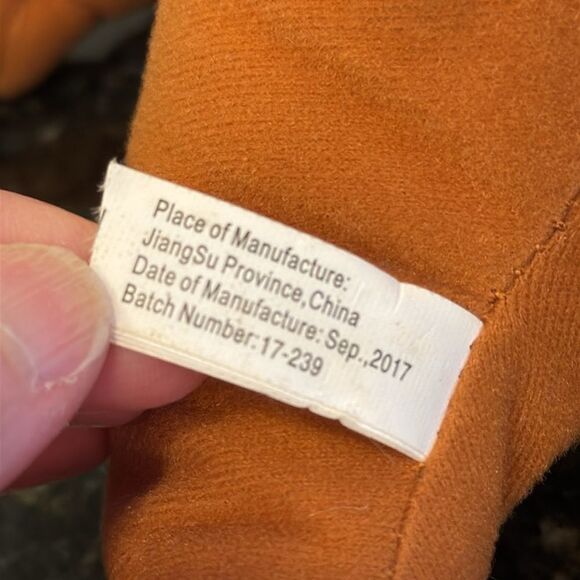 Place of Manufacture:
JiangSu Province,China
Date of Manufacture: Sep.,2017
Batch Number:17-239